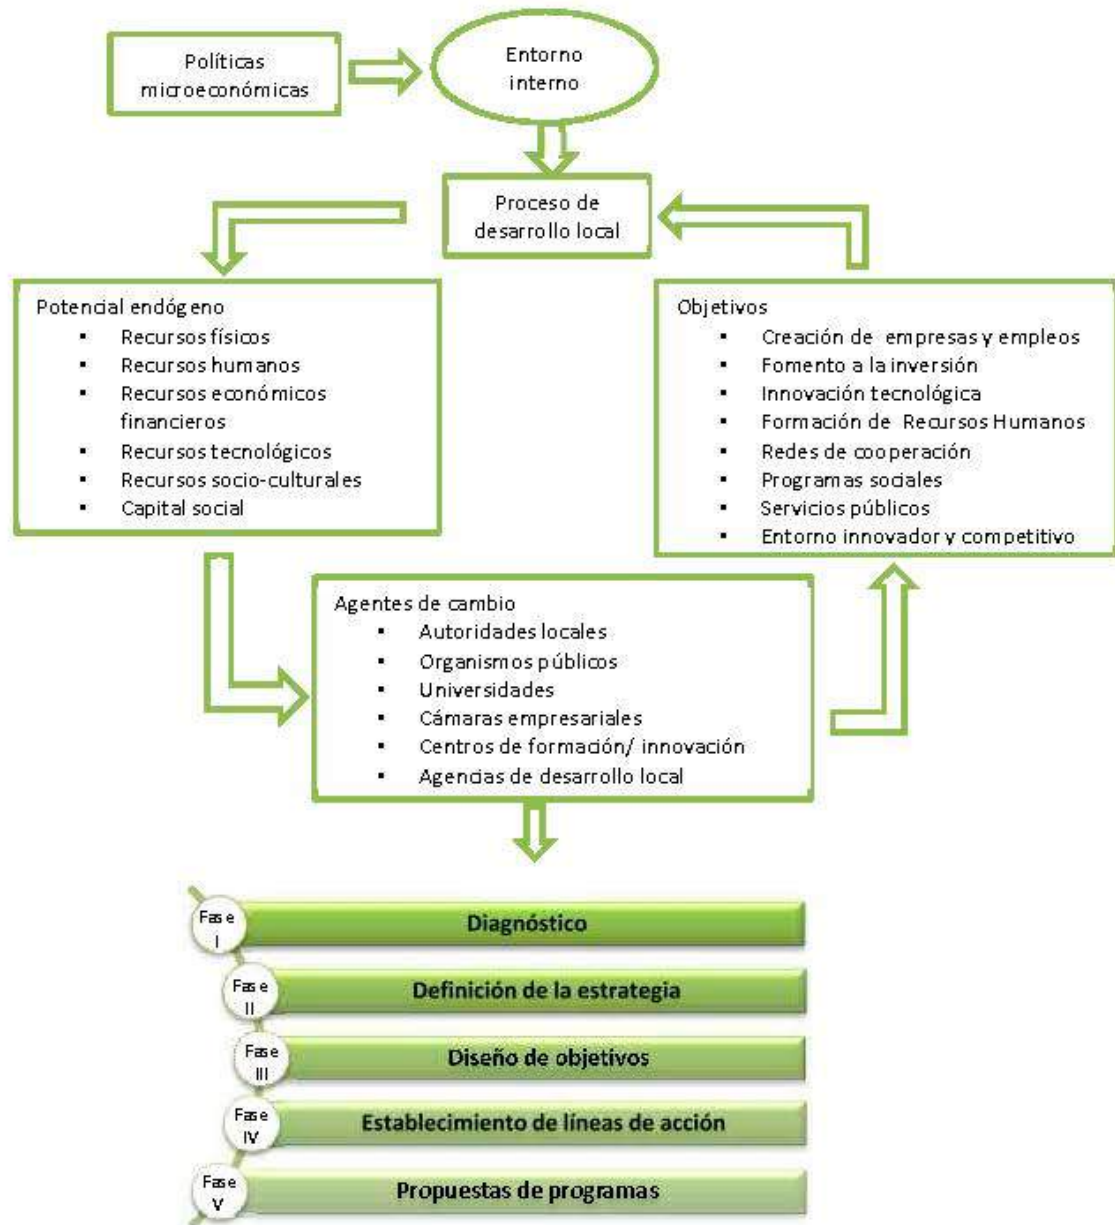 Políticas
microeconómicas
Entorno
interno
Proceso de
desarrollo local
Potencial endógeno
▪ Recursos físicos
▪ Recursos humanos
▪ Recursos económicos
financieros
▪ Recursos tecnológicos
▪ Recursos socio-culturales
▪ Capital social
Objetivos
▪ Creación de empresas y empleos
▪ Fomento a la inversión
▪ Innovación tecnológica
▪ Formación de Recursos Humanos
▪ Redes de cooperación
▪ Programas sociales
▪ Servicios públicos
▪ Entorno innovador y competitivo
Agentes de cambio
▪ Autoridades locales
▪ Organismos públicos
▪ Universidades
▪ Cámaras empresariales
▪ Centros de formación/ innovación
▪ Agencias de desarrollo local
Fase
I
Diagnóstico
Fase
II
Definición de la estrategia
Fase
III
Diseño de objetivos
Fase
IV
Establecimiento de líneas de acción
Fase
V
Propuestas de programas